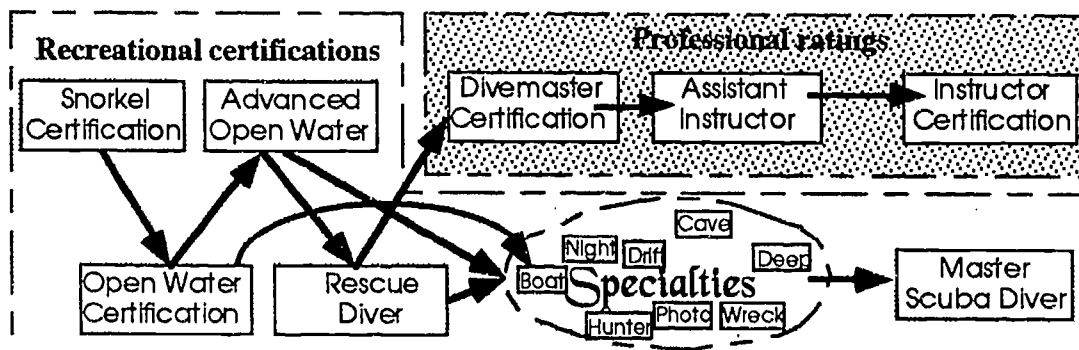 Recreational certifications
Professional ratings
Snorkel
Certification
Advanced
Open Water
Divemaster
Certification
Assistant
Instructor
Instructor
Certification
Open Water
Certification
Rescue
Diver
Specialties
Cave
Night
Drift
Deep
Boat
Hunter
Photo
Wreck
Master
Scuba Diver